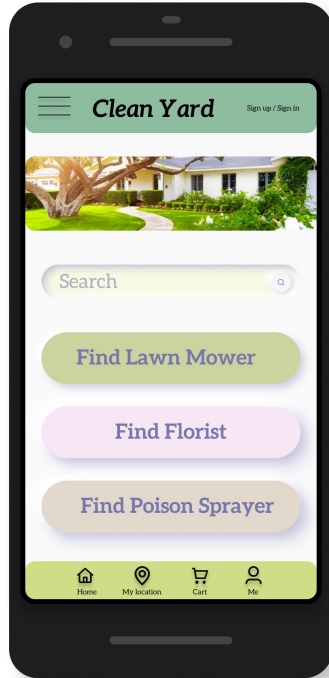 Clean Yard
Sign up / Sign in
Search
Find Lawn Mower
Find Florist
Find Poison Sprayer
Home
My location
Cart
Me